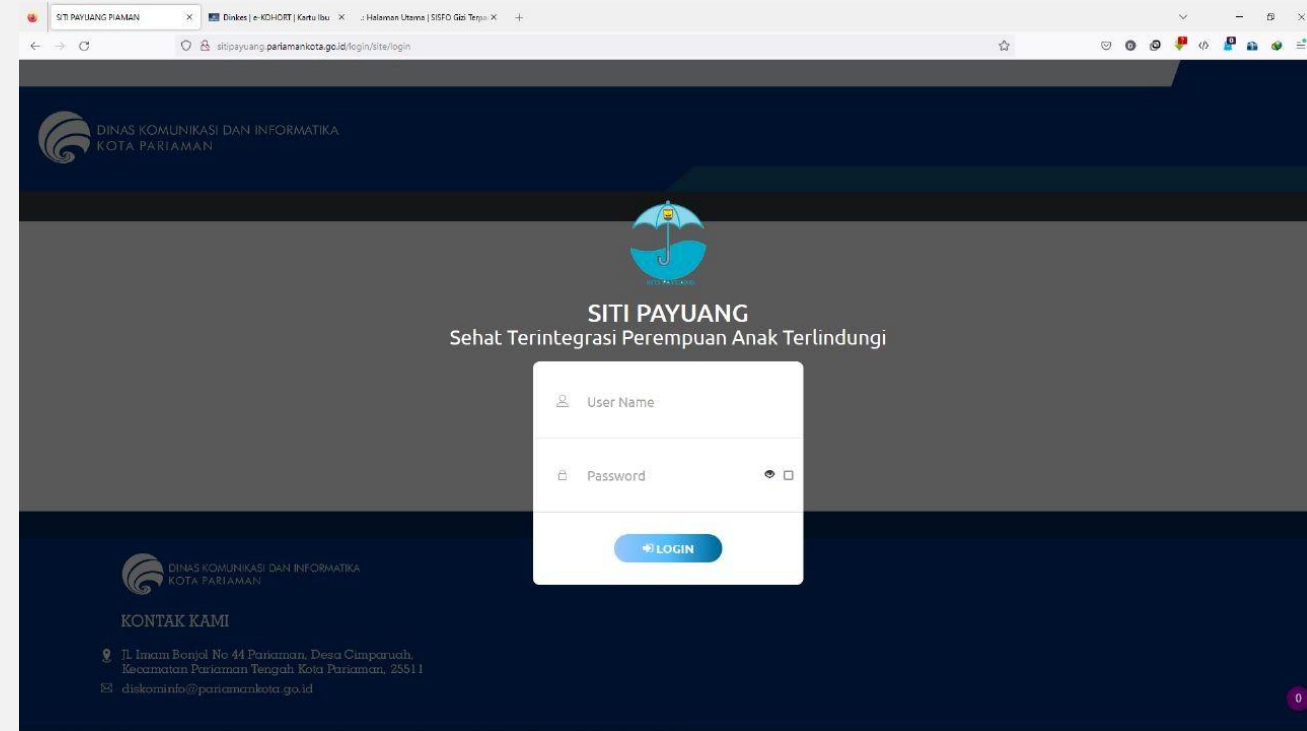 SITI PAYUANG PIAMAN
Dinkes | e-KOHORT | Kartu Ibu
.: Halaman Utama | SISFO Gizi Terpa
sitipayuang.pariamankota.go.id/login/site/login
DINAS KOMUNIKASI DAN INFORMATIKA
KOTA PARIAMAN
SITI PAYUANG
SITI PAYUANG
Sehat Terintegrasi Perempuan Anak Terlindungi
User Name
Password
LOGIN
DINAS KOMUNIKASI DAN INFORMATIKA
KOTA PARIAMAN
KONTAK KAMI
Jl. Imam Bonjol No 44 Pariaman, Desa Cimparuah,
Kecamatan Pariaman Tengah Kota Pariaman, 25511
diskominfo@pariamankota.go.id
0